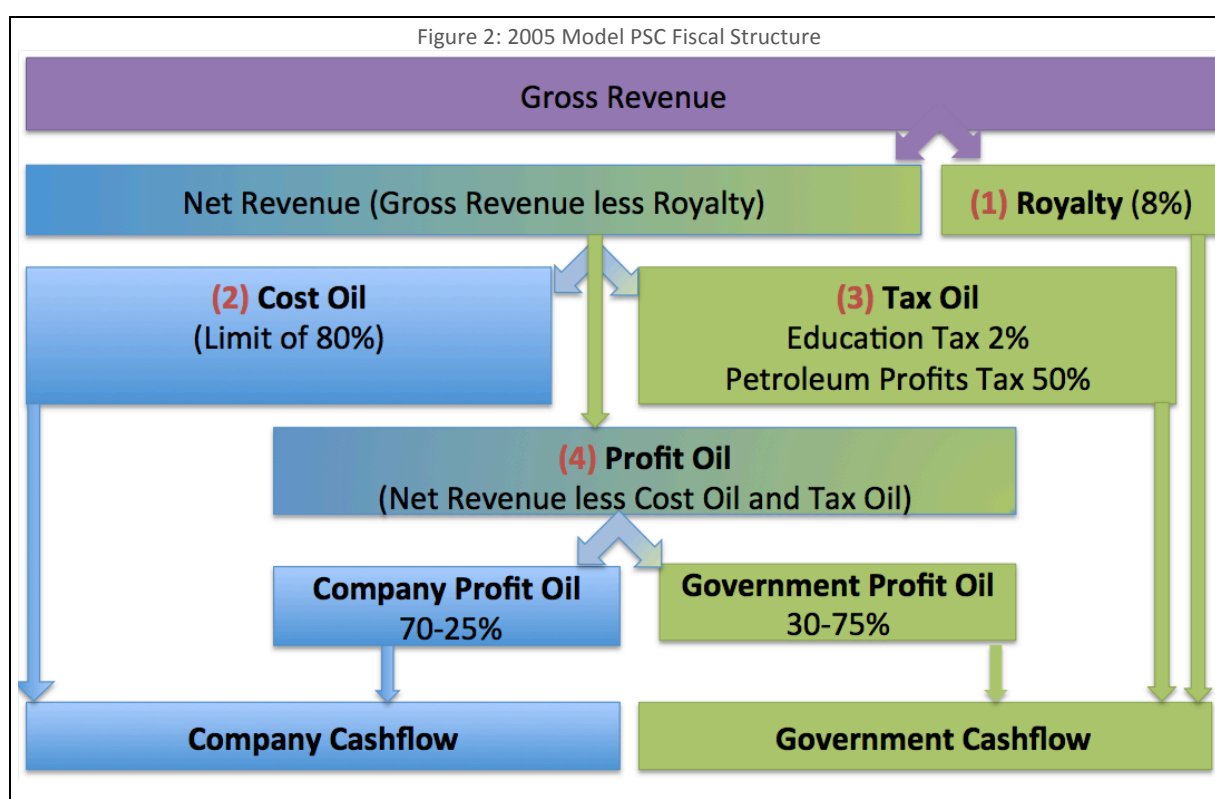 Figure 2: 2005 Model PSC Fiscal Structure
Gross Revenue
Net Revenue (Gross Revenue less Royalty)
(1) Royalty (8%)
(2) Cost Oil
(Limit of 80%)
(3) Tax Oil
Education Tax 2%
Petroleum Profits Tax 50%
(4) Profit Oil
(Net Revenue less Cost Oil and Tax Oil)
Company Profit Oil
70-25%
Government Profit Oil
30-75%
Company Cashflow
Government Cashflow